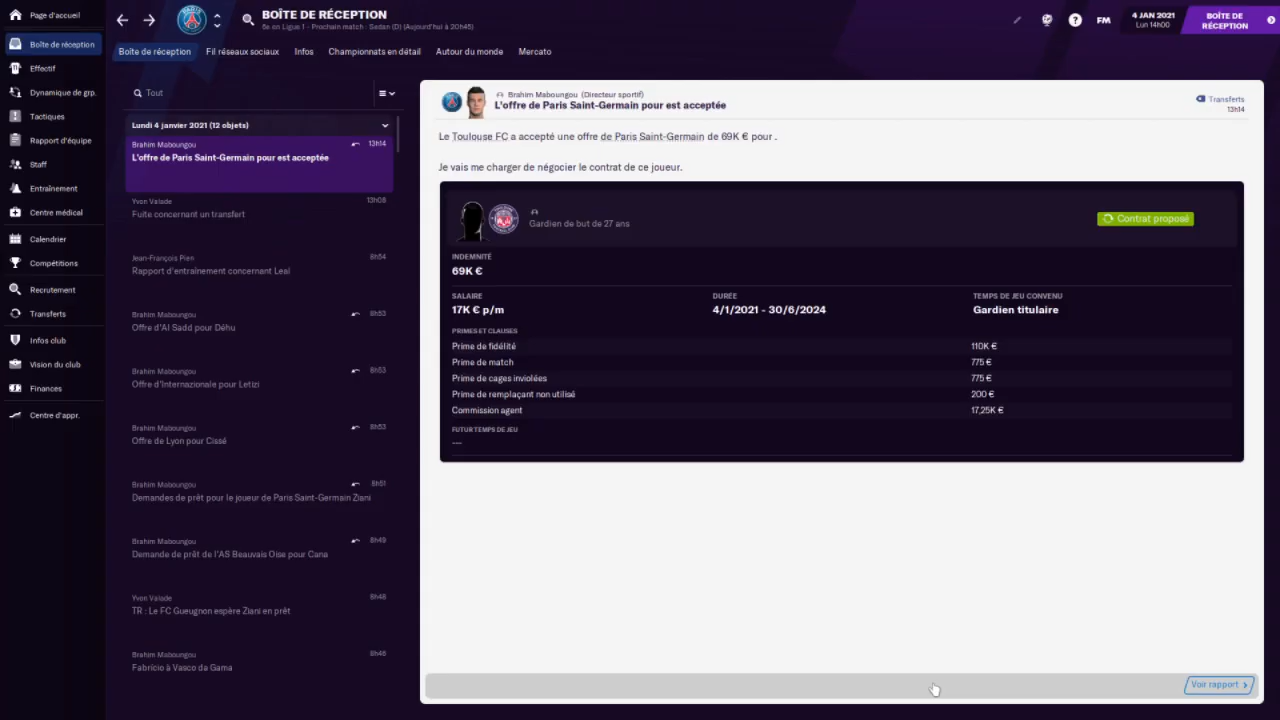 Page d'accueil
Boîte de réception
Effectif
Dynamique de grp.
Tactiques
Rapport d'équipe
Staff
Entraînement
Centre médical
Calendrier
Compétitions
Recrutement
Transferts
Infos club
Vision du club
Finances
Centre d'appr.
BOÎTE DE RÉCEPTION
6e en Ligue 1 - Prochain match : Sedan (D) (Aujourd'hui à 20h45)
FM
4 JAN 2021
Lun 14h00
BOÎTE DE RÉCEPTION
Boîte de réception
Fil réseaux sociaux
Infos
Championnats en détail
Autour du monde
Mercato
Tout
Lundi 4 janvier 2021 (12 objets)
Brahim Maboungou 13h14
L'offre de Paris Saint-Germain pour est acceptée
Yvon Valade 13h08
Fuite concernant un transfert
Jean-François Pien 8h54
Rapport d'entraînement concernant Leal
Brahim Maboungou 8h53
Offre d'Al Sadd pour Déhu
Brahim Maboungou 8h53
Offre d'Internazionale pour Letizi
Brahim Maboungou 8h53
Offre de Lyon pour Cissé
Brahim Maboungou 8h51
Demandes de prêt pour le joueur de Paris Saint-Germain Ziani
Brahim Maboungou 8h49
Demande de prêt de l'AS Beauvais Oise pour Cana
Yvon Valade 8h48
TR : Le FC Gueugnon espère Ziani en prêt
Brahim Maboungou 8h46
Fabrício à Vasco da Gama
Brahim Maboungou (Directeur sportif)
L'offre de Paris Saint-Germain pour est acceptée
Transferts
13h14
Le Toulouse FC a accepté une offre de Paris Saint-Germain de 69K € pour .
Je vais me charger de négocier le contrat de ce joueur.
Gardien de but de 27 ans
Contrat proposé
INDEMNITÉ
69K €
SALAIRE
17K € p/m
DURÉE
4/1/2021 - 30/6/2024
TEMPS DE JEU CONVENU
Gardien titulaire
PRIMES ET CLAUSES
Prime de fidélité 110K €
Prime de match 775 €
Prime de cages inviolées 775 €
Prime de remplaçant non utilisé 200 €
Commission agent 17,25K €
FUTUR TEMPS DE JEU
---
Voir rapport